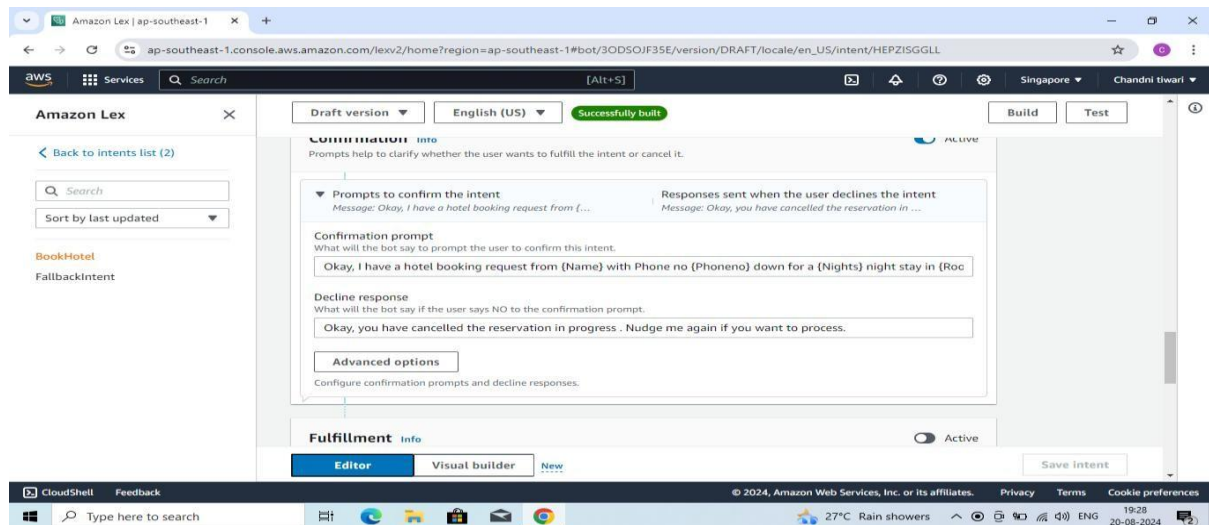 Amazon Lex | ap-southeast-1
ap-southeast-1.console.aws.amazon.com/lexv2/home?region=ap-southeast-1#bot/3ODSOJF35E/version/DRAFT/locale/en_US/intent/HEPZISGGLL
C
aws Services Search [Alt+S] Singapore Chandni tiwari
Amazon Lex
Draft version English (US) Successfully built Build Test
Back to intents list (2)
Search
Sort by last updated
BookHotel
FallbackIntent
Confirmation Info Active
Prompts help to clarify whether the user wants to fulfill the intent or cancel it.
Prompts to confirm the intent Responses sent when the user declines the intent
Message: Okay, I have a hotel booking request from {... Message: Okay, you have cancelled the reservation in ...
Confirmation prompt
What will the bot say to prompt the user to confirm this intent.
Okay, I have a hotel booking request from {Name} with Phone no {Phoneno} down for a {Nights} night stay in {Roo
Decline response
What will the bot say if the user says NO to the confirmation prompt.
Okay, you have cancelled the reservation in progress . Nudge me again if you want to process.
Advanced options
Configure confirmation prompts and decline responses.
Fulfillment Info Active
Editor Visual builder New Save intent
CloudShell Feedback © 2024, Amazon Web Services, Inc. or its affiliates. Privacy Terms Cookie preferences
Type here to search 27°C Rain showers ENG 19:28
20-08-2024 2